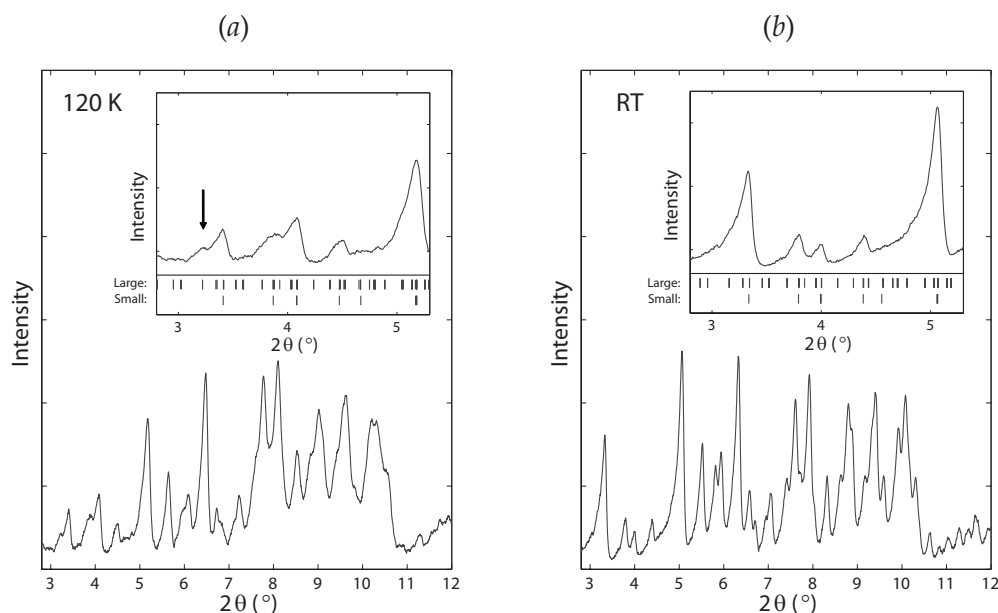 (a)
120 K
Intensity
Intensity
Large:
Small:
3 4 5
2θ (°)
3 4 5 6 7 8 9 10 11 12
2θ (°)
(b)
RT
Intensity
Intensity
Large:
Small:
3 4 5
2θ (°)
3 4 5 6 7 8 9 10 11 12
2θ (°)